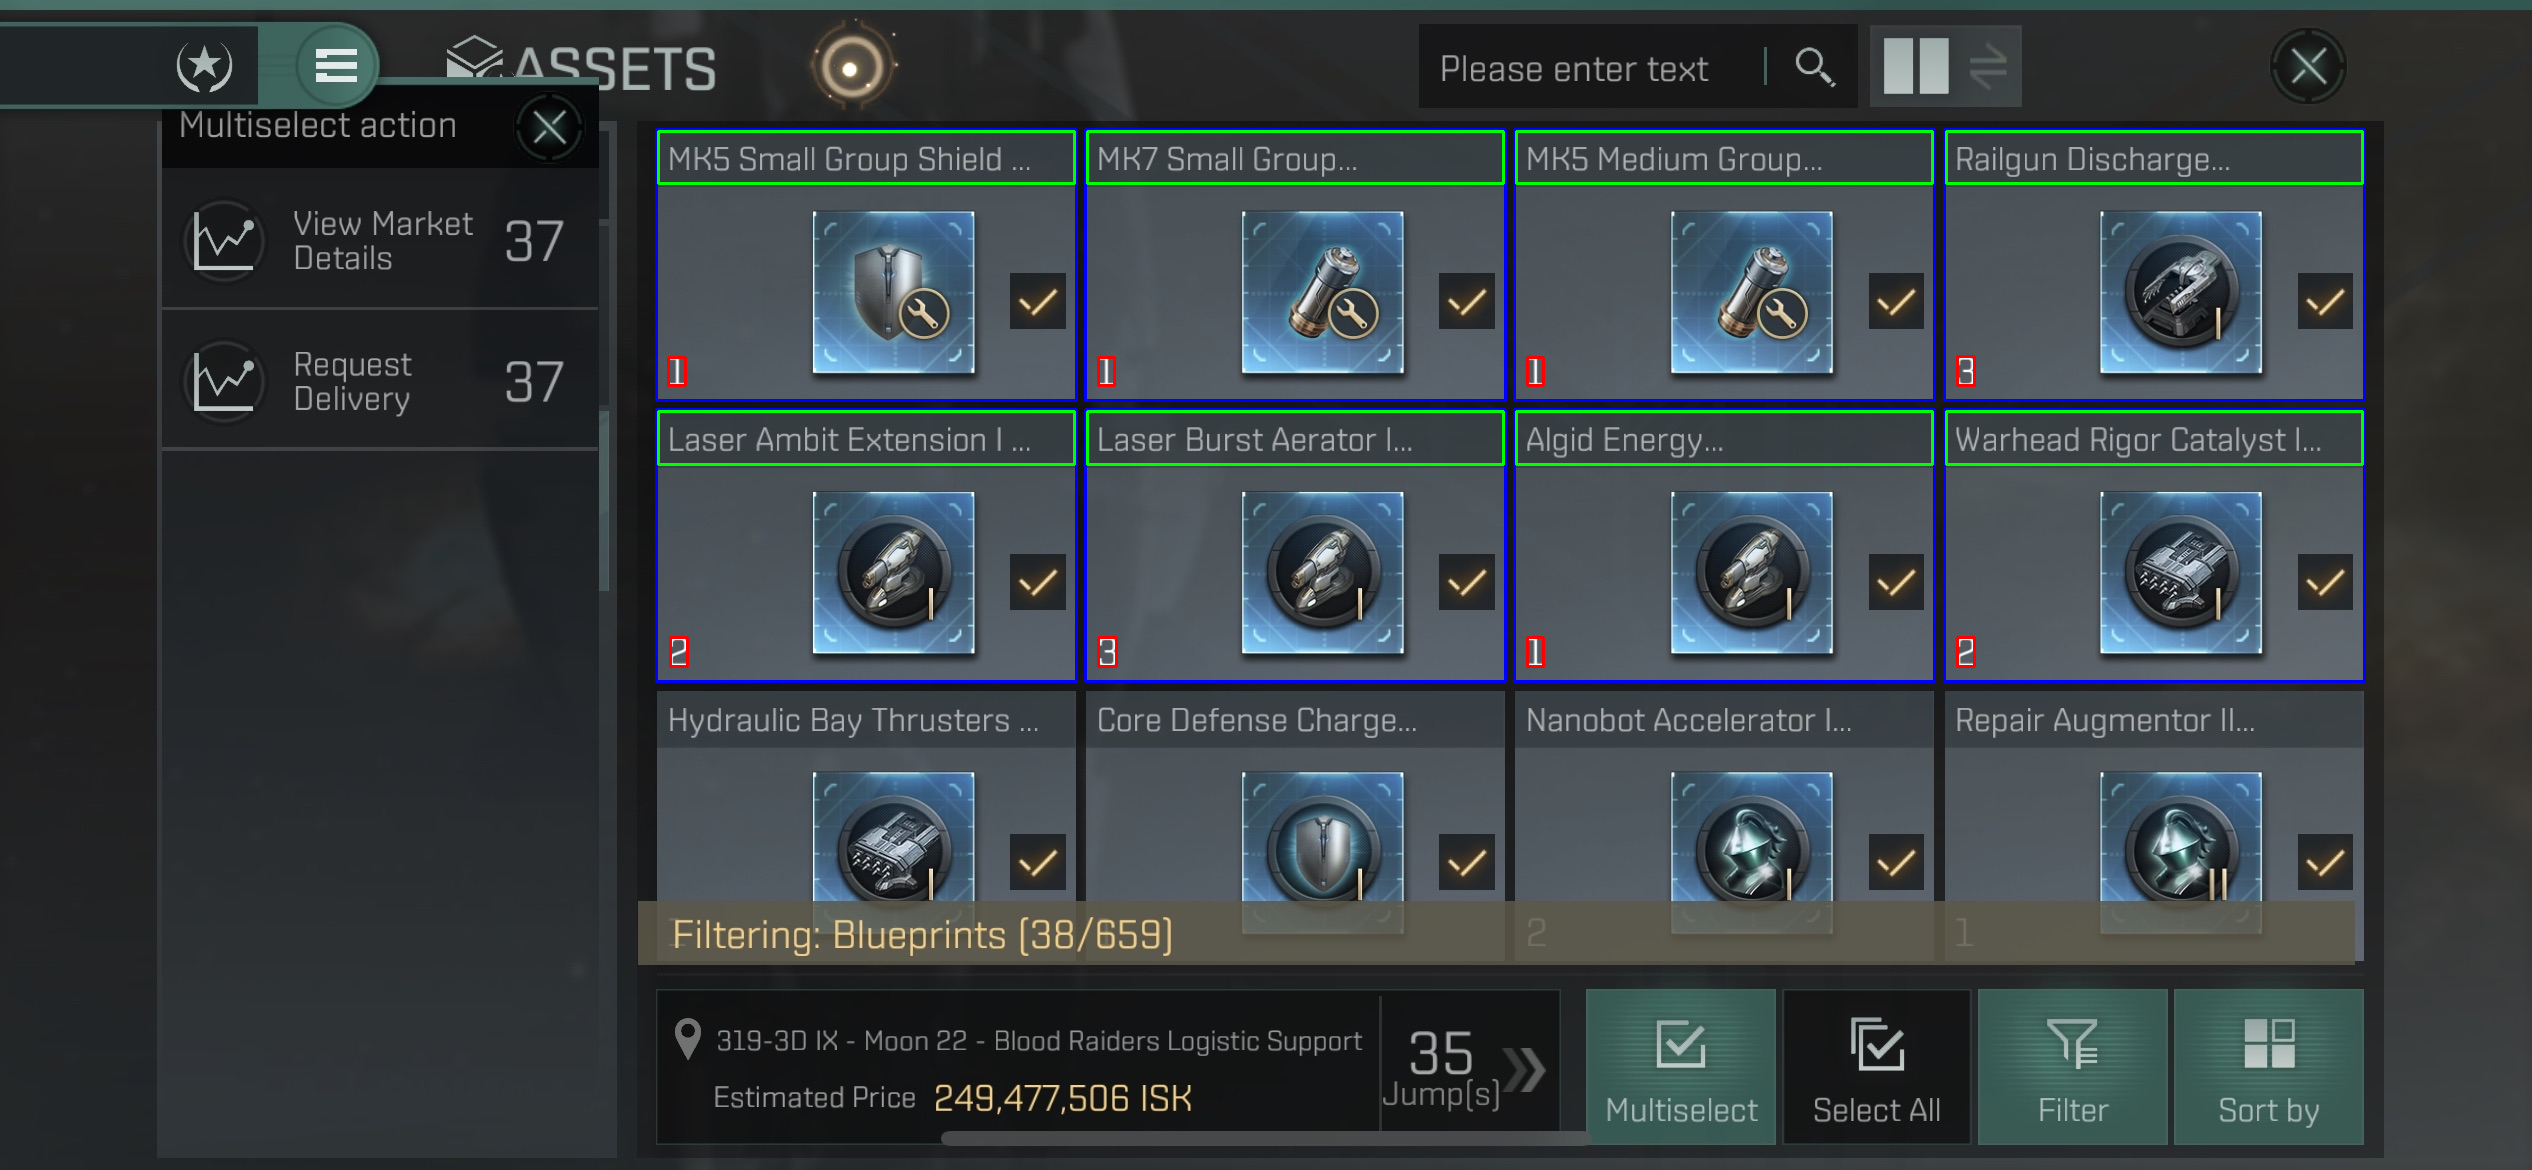 ASSETS
Please enter text
Multiselect action
View Market
Details
37
Request
Delivery
37
MK5 Small Group Shield ...
MK7 Small Group...
MK5 Medium Group...
Railgun Discharge...
1
1
1
3
Laser Ambit Extension I ...
Laser Burst Aerator I...
Algid Energy...
Warhead Rigor Catalyst I...
2
3
1
2
Hydraulic Bay Thrusters ...
Core Defense Charge...
Nanobot Accelerator I...
Repair Augmentor II...
2
1
Filtering: Blueprints (38/659)
319-3D IX - Moon 22 - Blood Raiders Logistic Support
Estimated Price 249,477,506 ISK
35
Jump(s)
Multiselect
Select All
Filter
Sort by